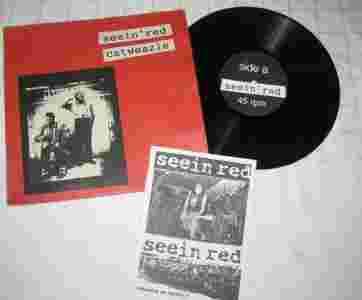 seein'red
catweazle
side B
seein'red
45 rpm
seein red
seein red